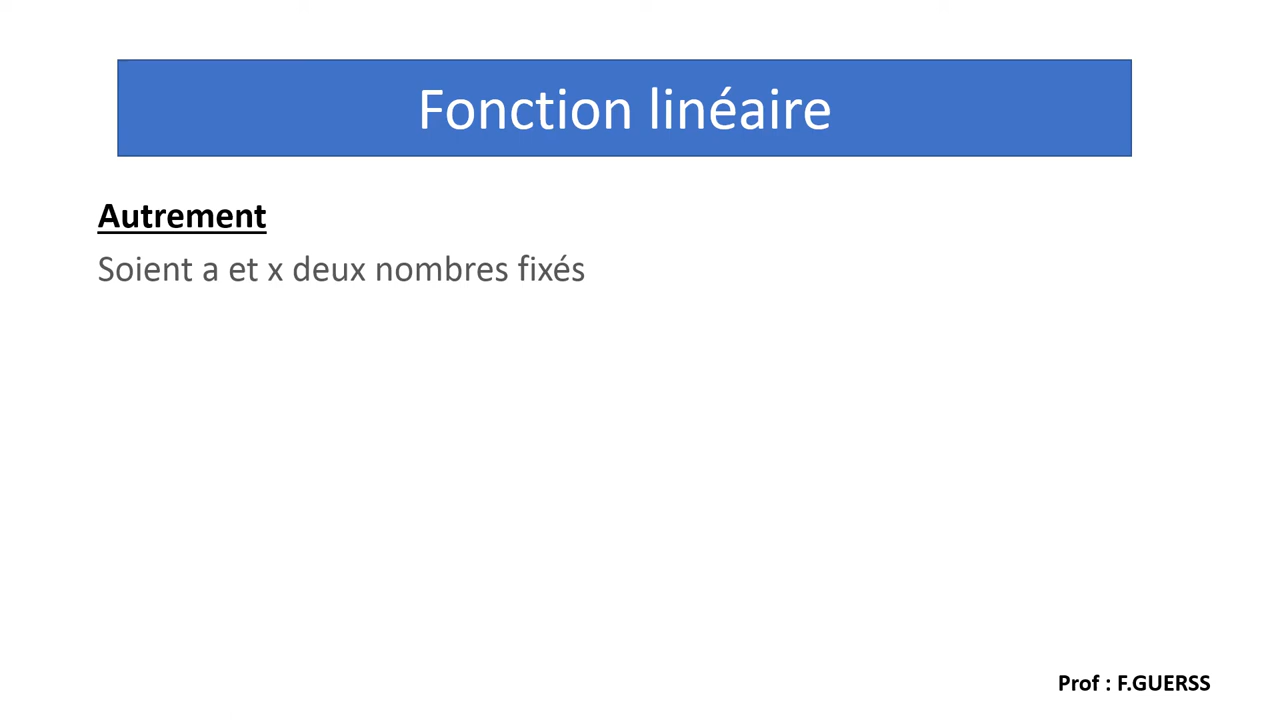 Fonction linéaire
Autrement
Soient a et x deux nombres fixés
Prof : F.GUERSS